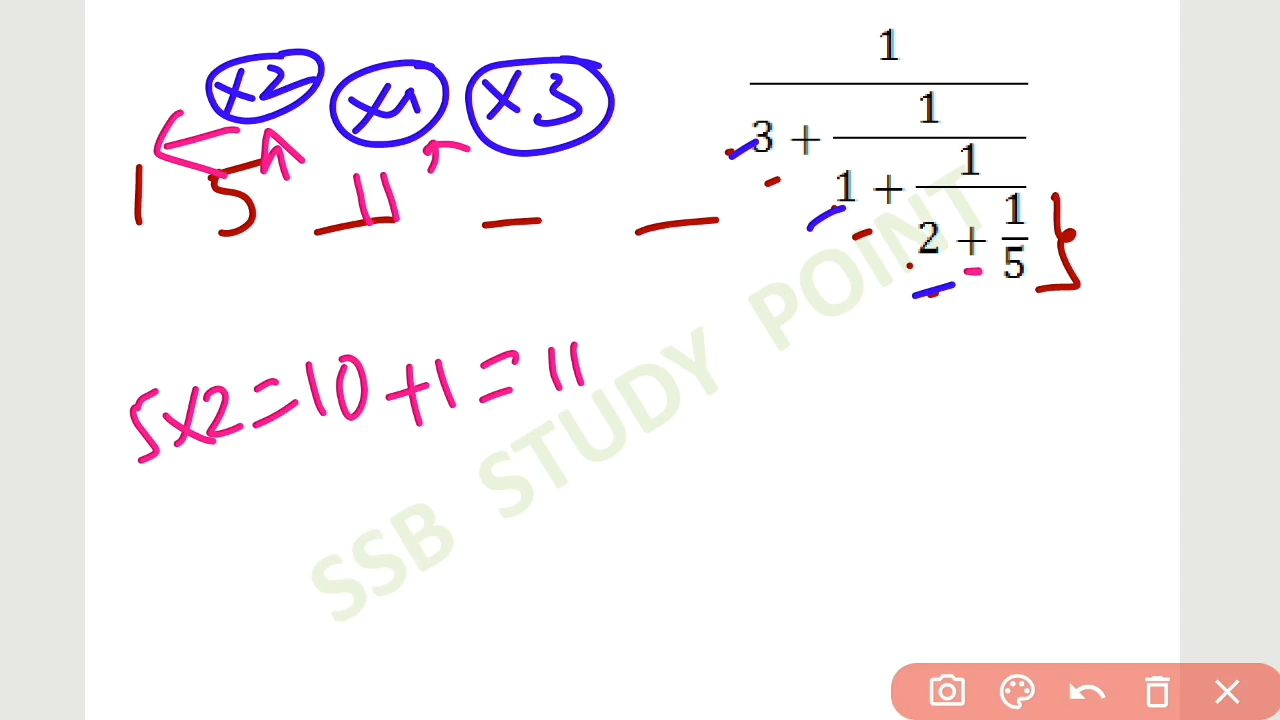 ×2 ×1 ×3
1 5 11 _ _
5×2=10+1=11
1
3 + 1
1 + 1
2 + 1
5
SSB STUDY POINT